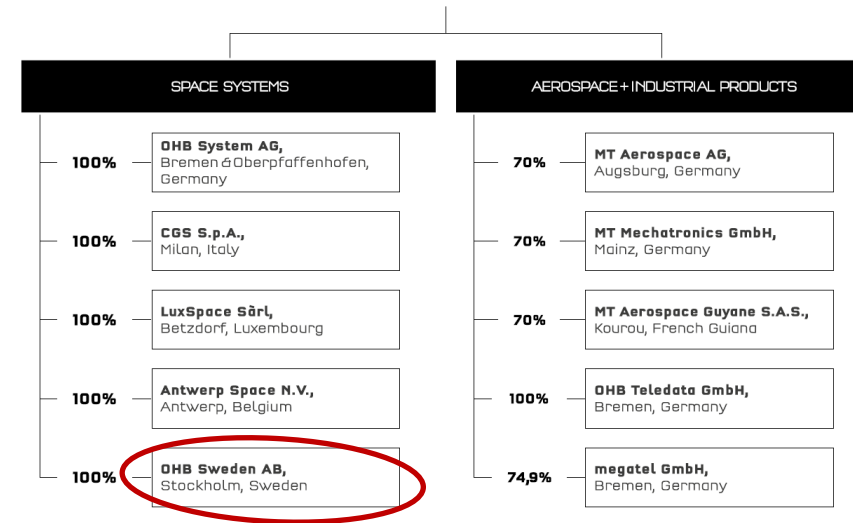 SPACE SYSTEMS
100%
OHB System AG,
Bremen & Oberpfaffenhofen,
Germany
100%
CGS S.p.A.,
Milan, Italy
100%
LuxSpace Sàrl,
Betzdorf, Luxembourg
100%
Antwerp Space N.V.,
Antwerp, Belgium
100%
OHB Sweden AB,
Stockholm, Sweden
AEROSPACE + INDUSTRIAL PRODUCTS
70%
MT Aerospace AG,
Augsburg, Germany
70%
MT Mechatronics GmbH,
Mainz, Germany
70%
MT Aerospace Guyane S.A.S.,
Kourou, French Guiana
100%
OHB Teledata GmbH,
Bremen, Germany
74,9%
megatel GmbH,
Bremen, Germany